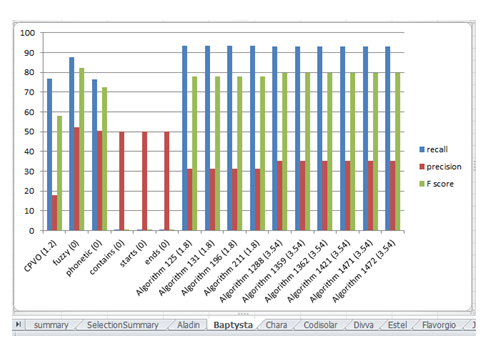 100
90
80
70
60
50
40
30
20
10
0
CPVO (1.2)
fuzzy (0)
phonetic (0)
contains (0)
starts (0)
ends (0)
Algorithm 125 (1.8)
Algorithm 131 (1.8)
Algorithm 196 (1.8)
Algorithm 211 (1.8)
Algorithm 1288 (3.54)
Algorithm 1359 (3.54)
Algorithm 1362 (3.54)
Algorithm 1421 (3.54)
Algorithm 1471 (3.54)
Algorithm 1472 (3.54)
recall
precision
F score
summary SelectionSummary Aladin Baptysta Chara Codisolar Divva Estel Flavorgio